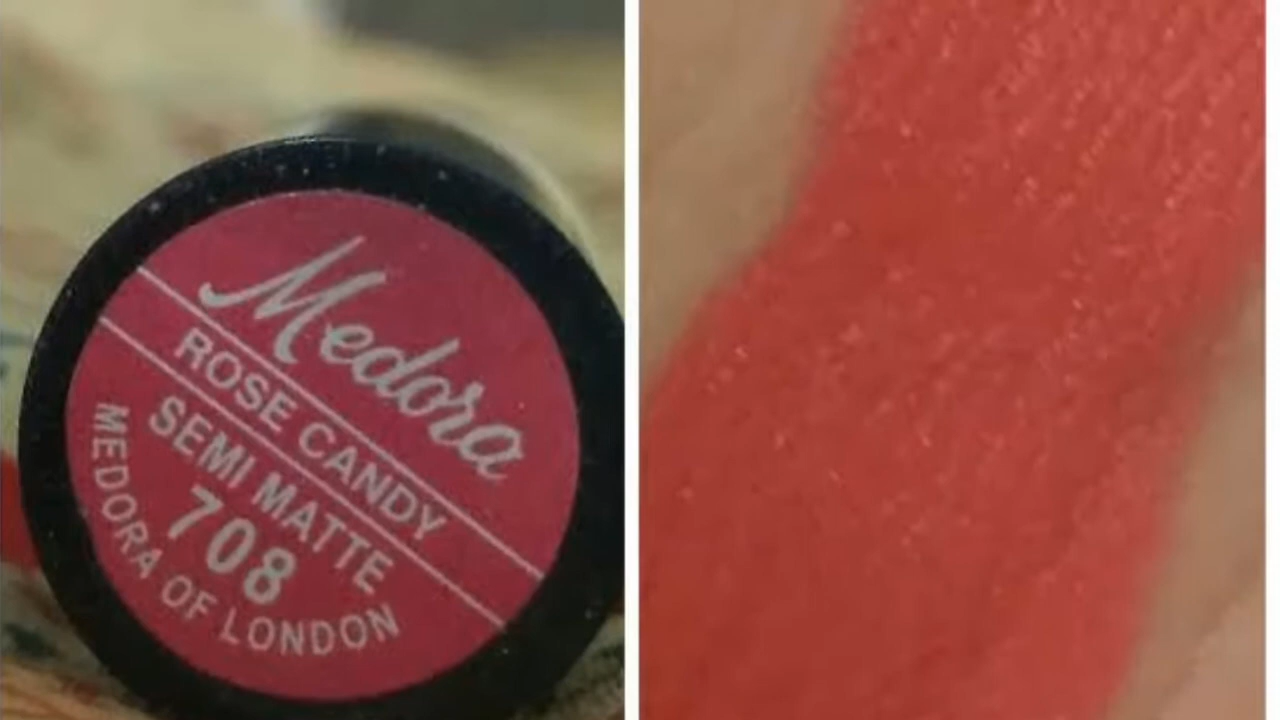 Medora
ROSE CANDY
SEMI MATTE
708
MEDORA OF LONDON